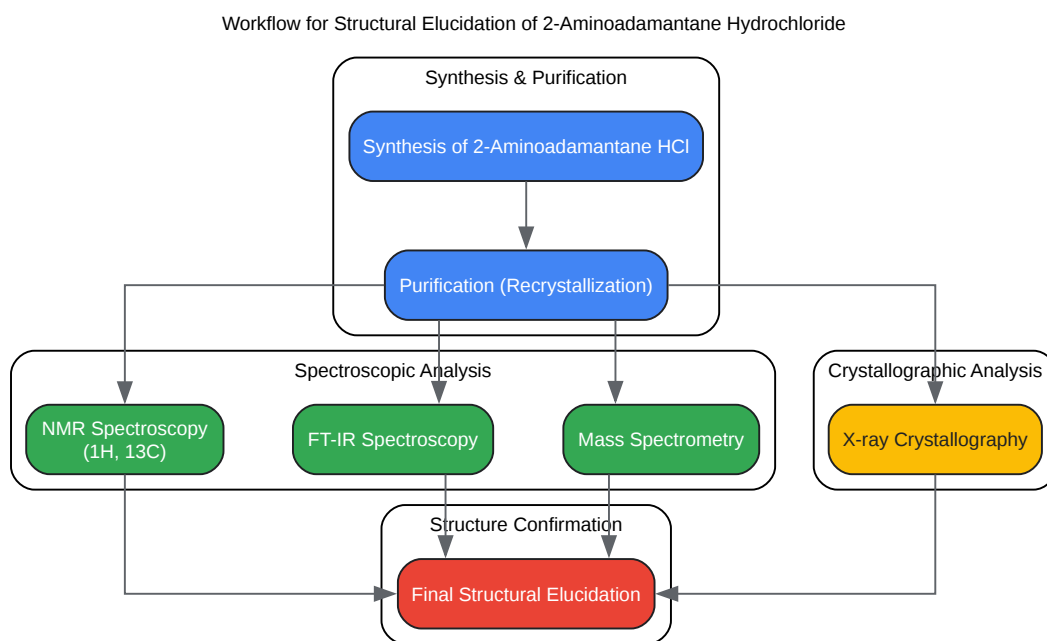 Workflow for Structural Elucidation of 2-Aminoadamantane Hydrochloride
Synthesis & Purification
Synthesis of 2-Aminoadamantane HCl
Purification (Recrystallization)
Spectroscopic Analysis
Crystallographic Analysis
NMR Spectroscopy
(1H, 13C)
FT-IR Spectroscopy
Mass Spectrometry
X-ray Crystallography
Structure Confirmation
Final Structural Elucidation